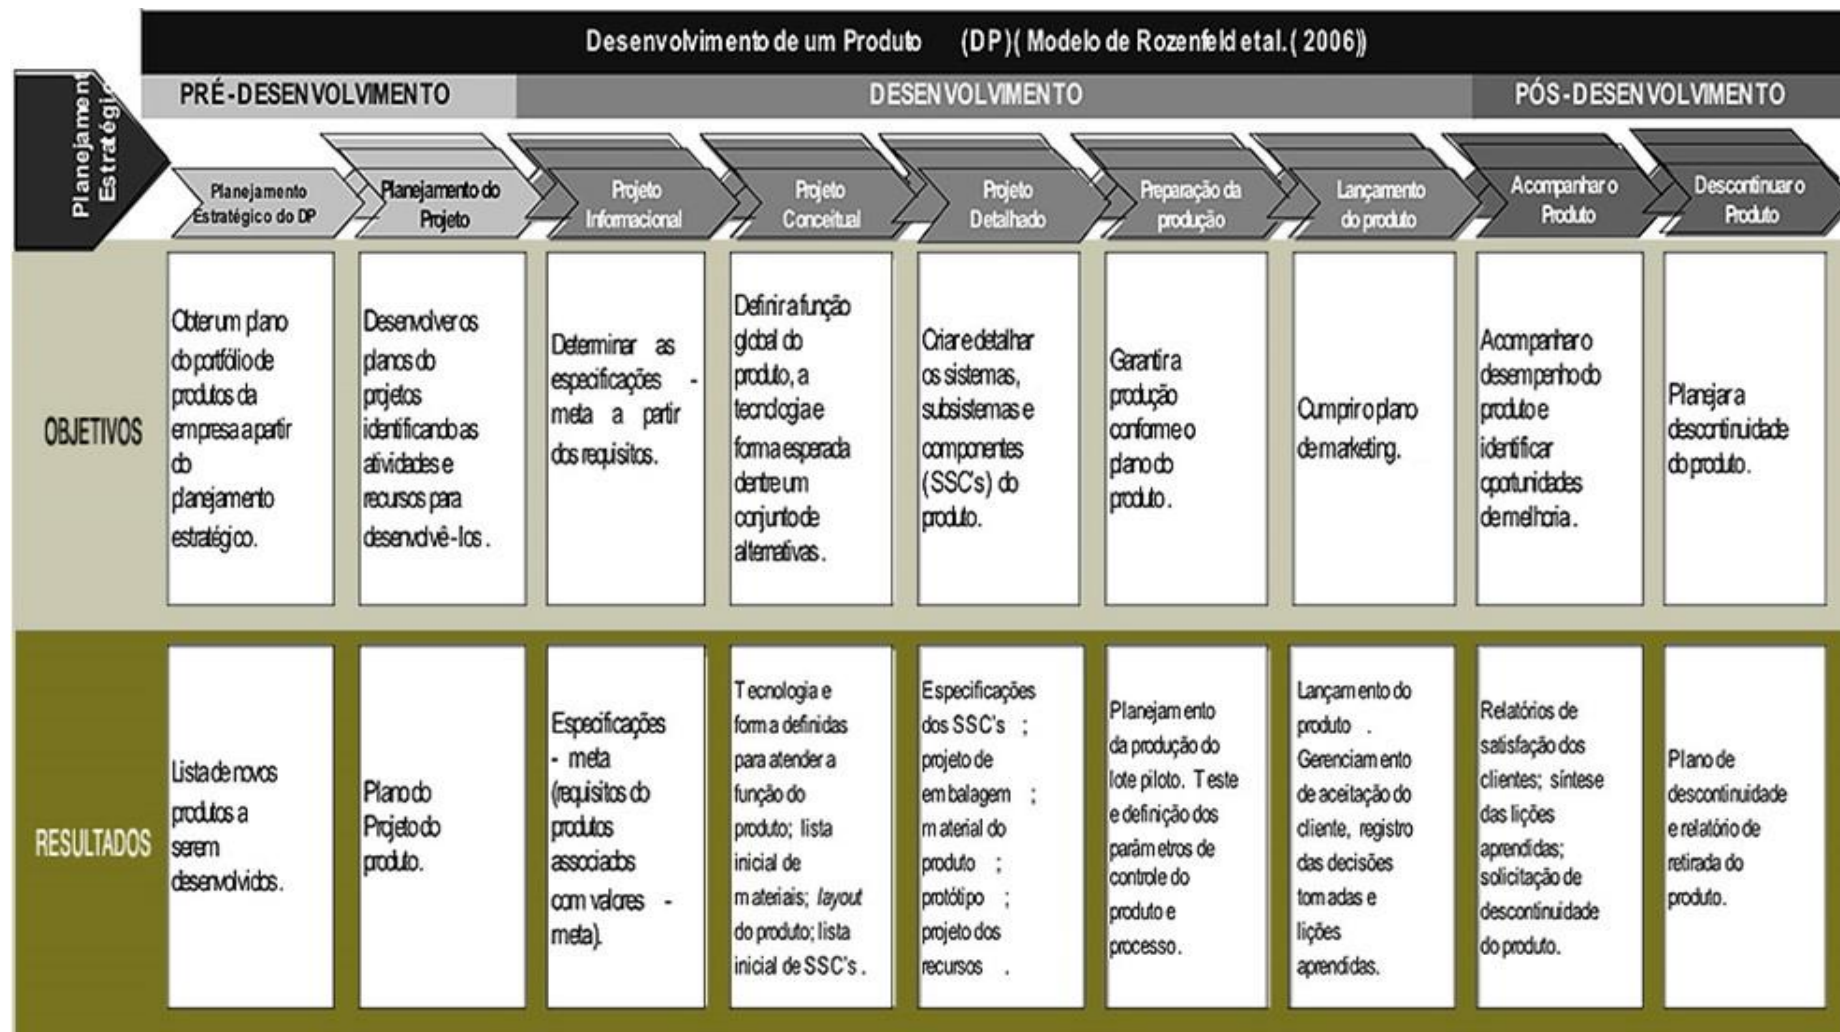 Desenvolvimento de um Produto (DP)( Modelo de Rozenfeld et al. ( 2006))
PRÉ-DESENVOLVIMENTO
DESENVOLVIMENTO
PÓS-DESENVOLVIMENTO
Planejament
Estratégi
Planejamento
Estratégico do DP
Planejamento do
Projeto
Projeto
Informacional
Projeto
Conceitual
Projeto
Detalhado
Preparação da
produção
Lançamento
do produto
Acompanhar o
Produto
Descontinuar o
Produto
OBJETIVOS
Obter um plano
do portfólio de
produtos da
empresa a partir
do
planejamento
estratégico.
Desenvolver os
planos do
projetos
identificando as
atividades e
recursos para
desenvolvê-los.
Determinar as
especificações -
meta a partir
dos requisitos.
Definir a função
global do
produto, a
tecnologia e
forma esperada
dentre um
conjunto de
alternativas.
Criar e detalhar
os sistemas,
subsistemas e
componentes
(SSC's) do
produto.
Garantir a
produção
conforme o
plano do
produto.
Cumprir o plano
de marketing.
Acompanhar o
desempenho do
produto e
identificar
oportunidades
de melhoria.
Planejar a
descontinuidade
do produto.
RESULTADOS
Lista de novos
produtos a
serem
desenvolvidos.
Plano do
Projeto do
produto.
Especificações
- meta
(requisitos do
produtos
associados
com valores -
meta).
Tecnologia e
forma definidas
para atender a
função do
produto; lista
inicial de
materiais; layout
do produto; lista
inicial de SSC's.
Especificações
dos SSC's ;
projeto de
embalagem ;
material do
produto ;
protótipo ;
projeto dos
recursos .
Planejamento
da produção do
lote piloto. Teste
e definição dos
parâmetros de
controle do
produto e
processo.
Lançamento do
produto .
Gerenciamento
de aceitação do
cliente, registro
das decisões
tomadas e
lições
aprendidas.
Relatórios de
satisfação dos
clientes; síntese
das lições
aprendidas;
solicitação de
descontinuidade
do produto.
Plano de
descontinuidade
e relatório de
retirada do
produto.